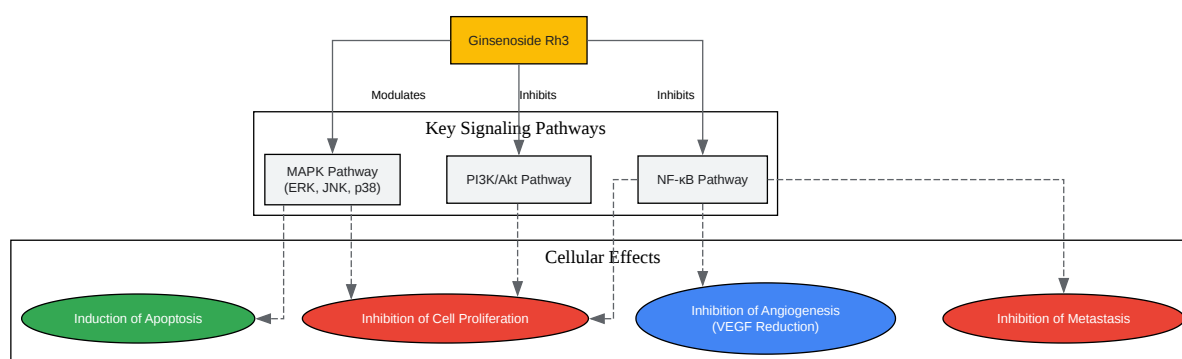 Ginsenoside Rh3
Modulates
Inhibits
Inhibits
Key Signaling Pathways
MAPK Pathway
(ERK, JNK, p38)
PI3K/Akt Pathway
NF-κB Pathway
Cellular Effects
Induction of Apoptosis
Inhibition of Cell Proliferation
Inhibition of Angiogenesis
(VEGF Reduction)
Inhibition of Metastasis